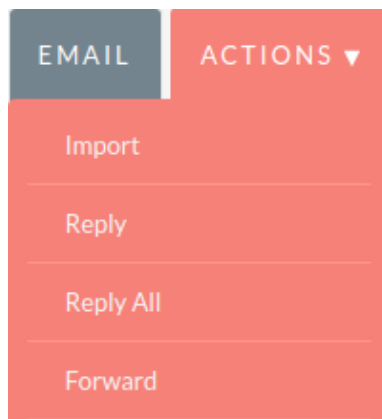 EMAIL ACTIONS ▼
Import
Reply
Reply All
Forward